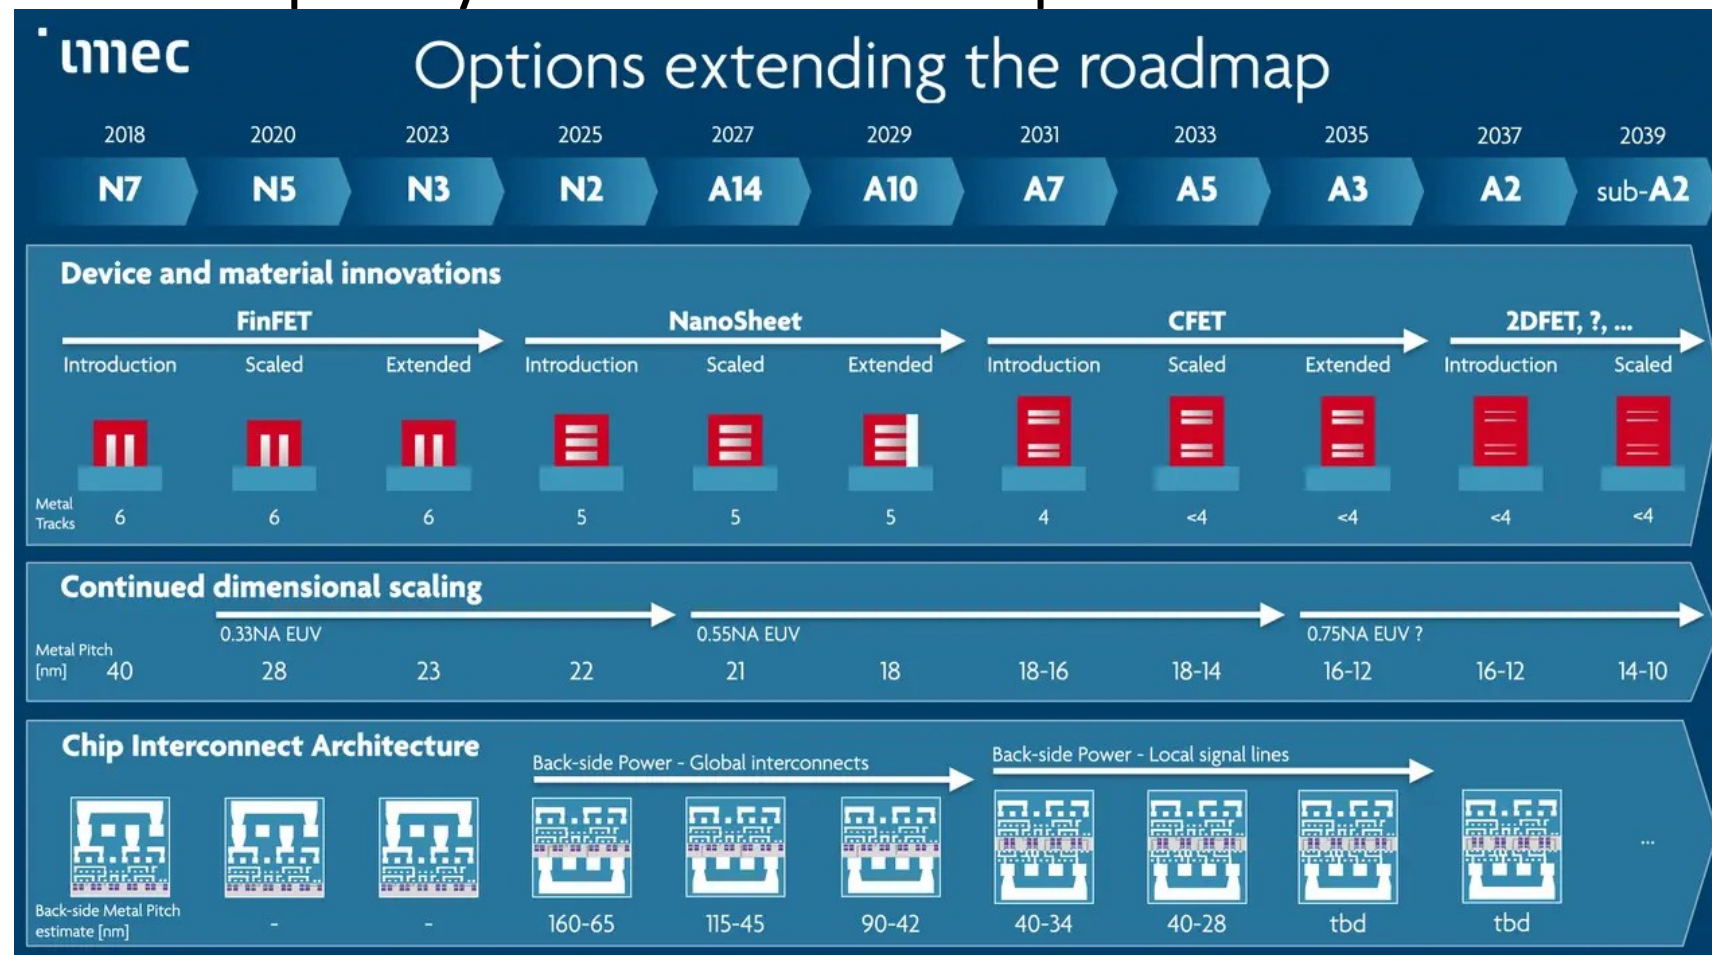 imec
Options extending the roadmap
2018 2020 2023 2025 2027 2029 2031 2033 2035 2037 2039
N7 N5 N3 N2 A14 A10 A7 A5 A3 A2 sub-A2
Device and material innovations
FinFET NanoSheet CFET 2DFET, ?, ...
Introduction Scaled Extended Introduction Scaled Extended Introduction Scaled Extended Introduction Scaled
Metal
Tracks 6 6 6 5 5 5 4 <4 <4 <4 <4
Continued dimensional scaling
0.33NA EUV 0.55NA EUV 0.75NA EUV ?
Metal Pitch
[nm] 40 28 23 22 21 18 18-16 18-14 16-12 16-12 14-10
Chip Interconnect Architecture
Back-side Power - Global interconnects Back-side Power - Local signal lines
...
Back-side Metal Pitch
estimate [nm] - - 160-65 115-45 90-42 40-34 40-28 tbd tbd